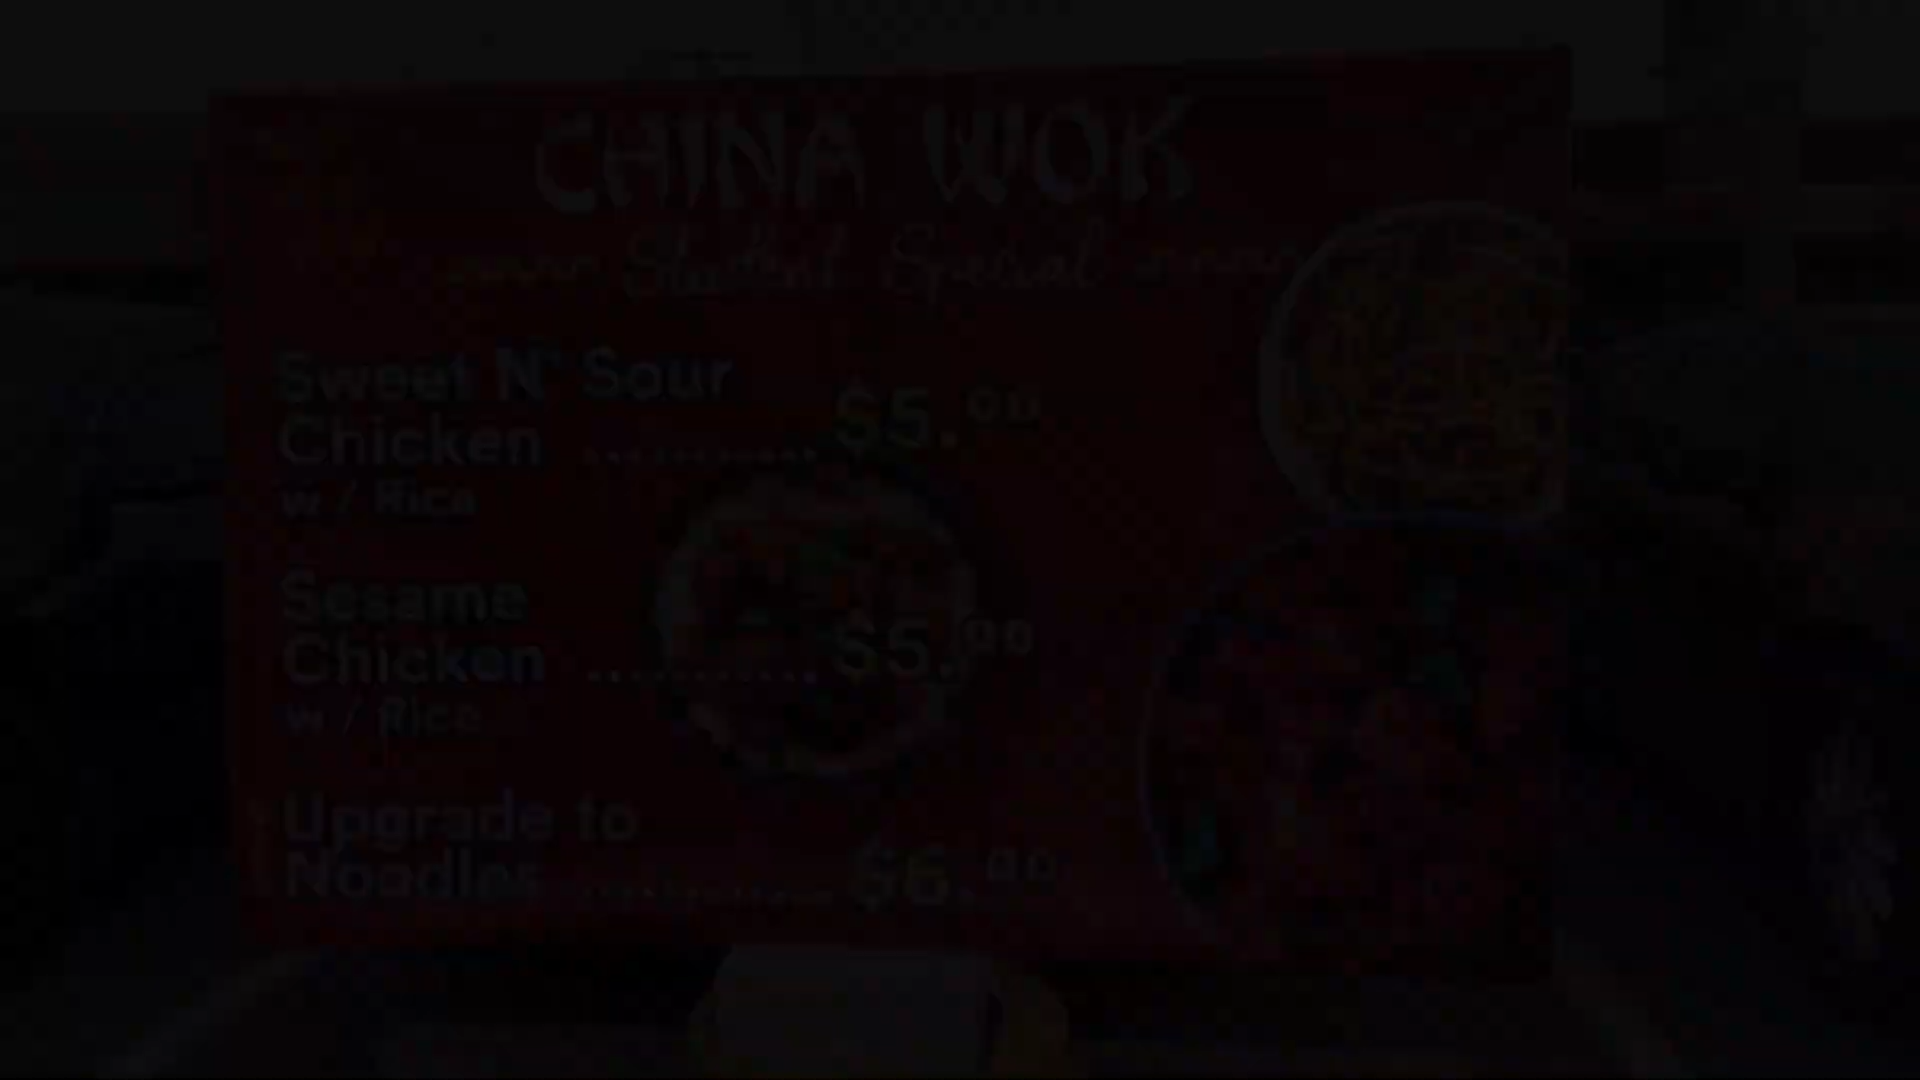 CHINA WOK
Student Special
Sweet N' Sour
Chicken ............ $5.00
w / Rice
Sesame
Chicken ............ $5.00
w / Rice
Upgrade to
Noodles ............ $6.00